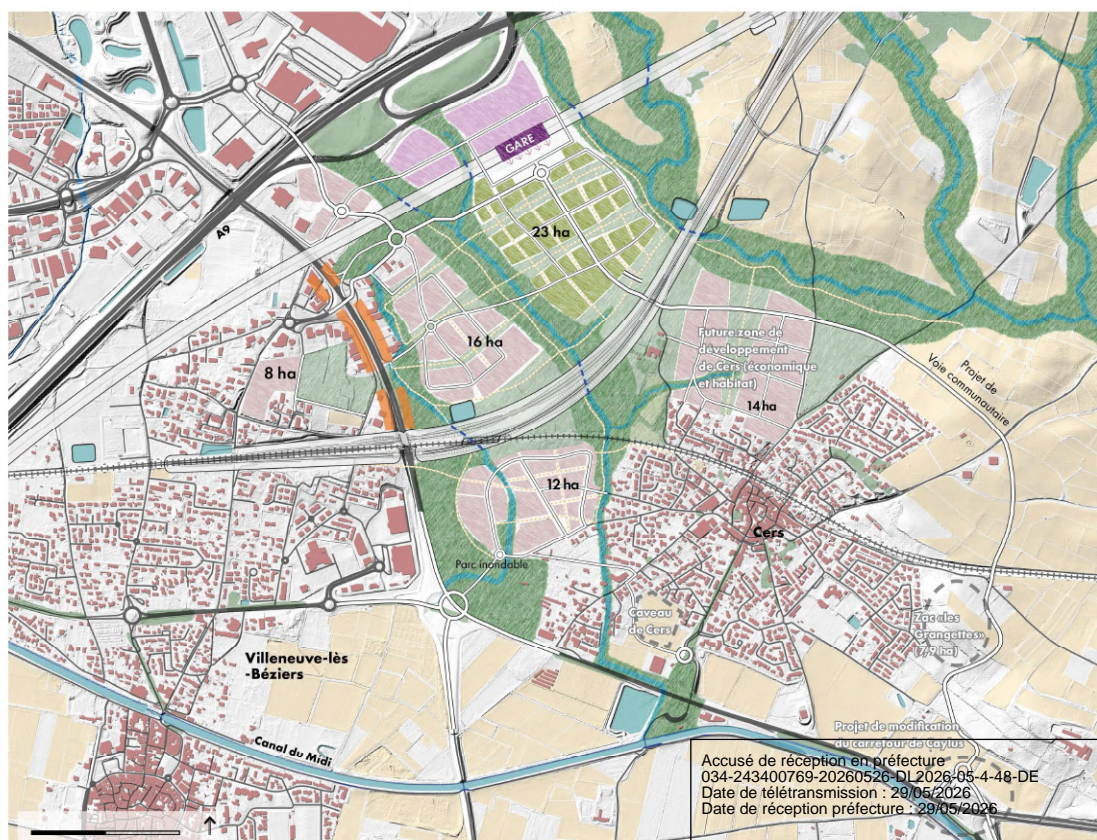 GARE
A9
23 ha
16 ha
8 ha
Future zone de
développement
de Cers (économique
et habitat)
14 ha
Projet de
Voie communautaire
12 ha
Cers
Parc inondable
Caveau
de Cers
Zac «les
Grangettes»
(7,9 ha)
Villeneuve-lès
-Béziers
Canal du Midi
Projet de modification
du carrefour de Caylus
Accusé de réception en préfecture
034-243400769-20260526-DL2026-05-4-48-DE
Date de télétransmission : 29/05/2026
Date de réception préfecture : 29/05/2026